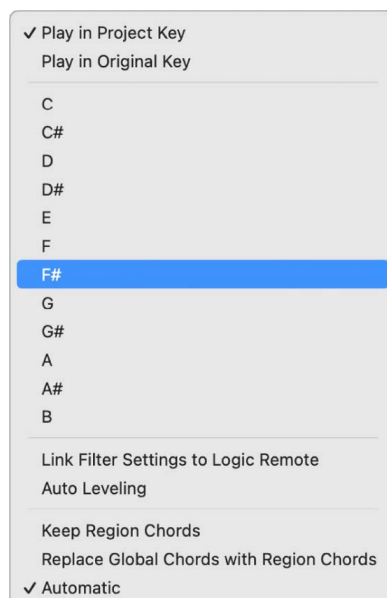 ✓ Play in Project Key
Play in Original Key
C
C#
D
D#
E
F
F#
G
G#
A
A#
B
Link Filter Settings to Logic Remote
Auto Leveling
Keep Region Chords
Replace Global Chords with Region Chords
✓ Automatic